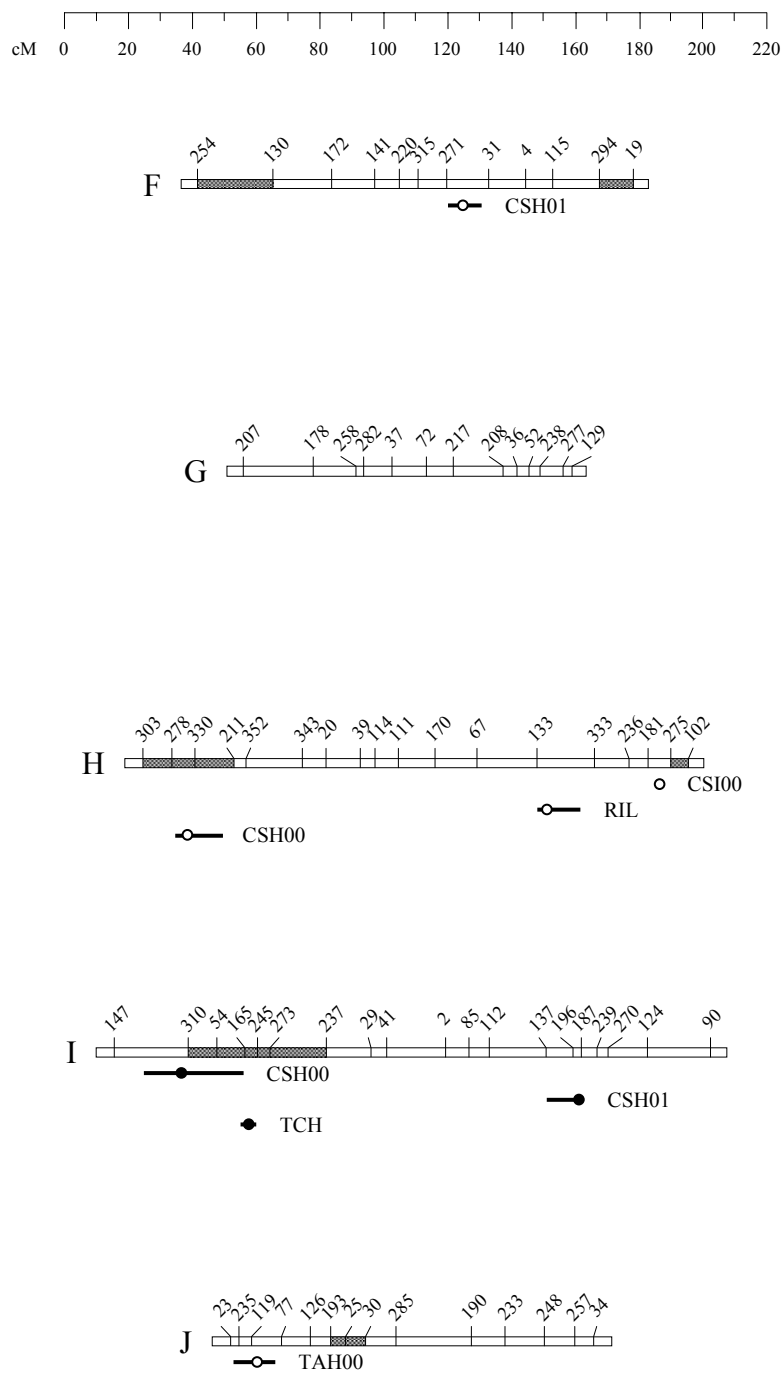 cM 0 20 40 60 80 100 120 140 160 180 200 220
254 130 172 141 220 315 271 31 4 115 294 19
F
CSH01
207 178 258 282 37 72 217 208 36 52 238 277 129
G
303 278 330 211 352 343 20 39 114 111 170 67 133 333 236 181 275 102
H
CSI00
RIL
CSH00
147 310 54 165 245 273 237 29 41 2 85 112 137 196 187 239 270 124 90
I
CSH00
CSH01
TCH
23 235 119 77 126 193 25 30 285 190 233 248 257 34
J
TAH00